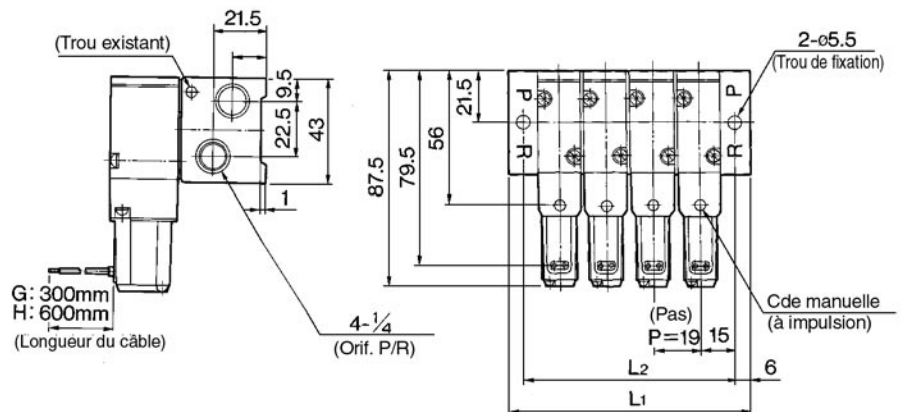 21.5
(Trou existant)
9.5
22.5
43
1
G: 300mm
H: 600mm
(Longueur du câble)
4-1/4
(Orif. P/R)
2-ø5.5
(Trou de fixation)
P
P
R
R
21.5
56
79.5
87.5
Cde manuelle
(à impulsion)
(Pas)
P=19
15
L2
6
L1